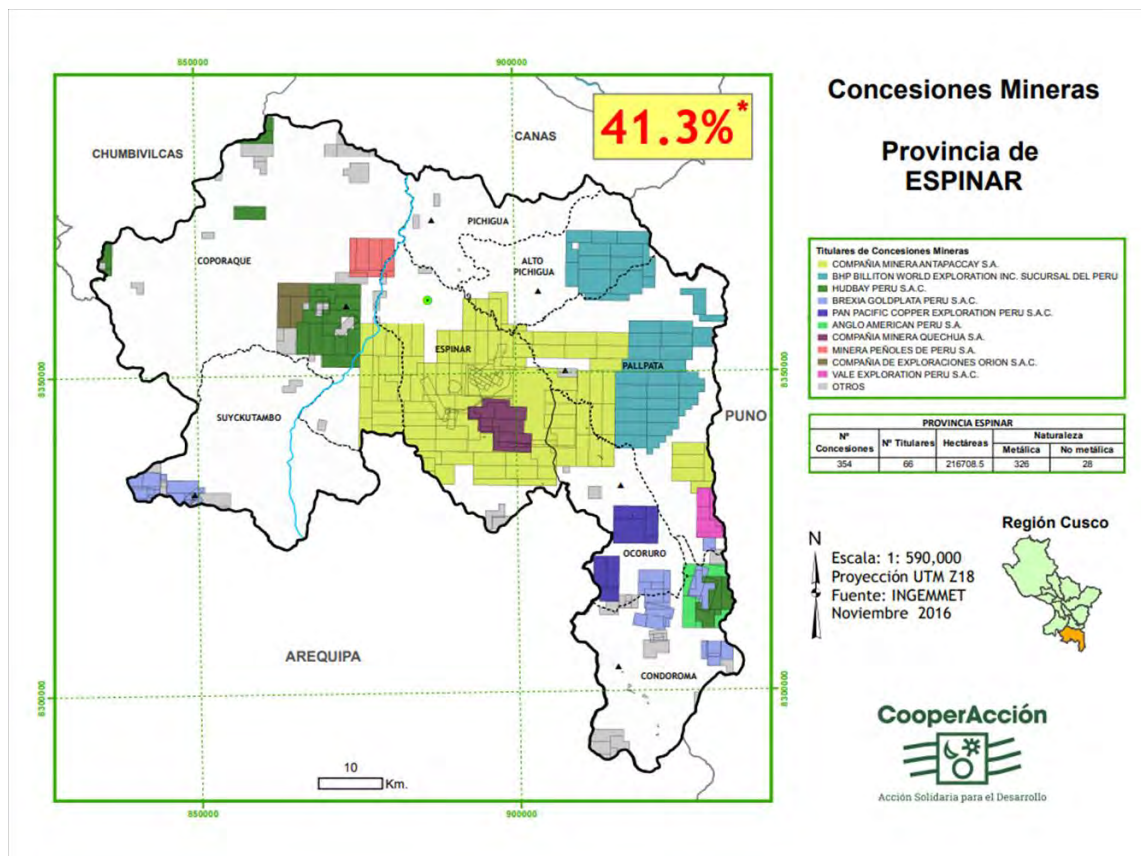 Concesiones Mineras
Provincia de
ESPINAR
850000
900000
41.3%*
CHUMBIVILCAS
CANAS
PICHIGUA
COPORAQUE
ALTO
PICHIGUA
ESPINAR
PALLPATA
8350000
8350000
SUYCKUTAMBO
PUNO
OCORURO
AREQUIPA
CONDOROMA
8300000
8300000
10
Km.
850000
900000
Titulares de Concesiones Mineras
COMPAÑIA MINERA ANTAPACCAY S.A.
BHP BILLITON WORLD EXPLORATION INC. SUCURSAL DEL PERU
HUDBAY PERU S.A.C.
BREXIA GOLDPLATA PERU S.A.C.
PAN PACIFIC COPPER EXPLORATION PERU S.A.C.
ANGLO AMERICAN PERU S.A.
COMPAÑIA MINERA QUECHUA S.A.
MINERA PEÑOLES DE PERU S.A.
COMPAÑIA DE EXPLORACIONES ORION S.A.C.
VALE EXPLORATION PERU S.A.C.
OTROS
PROVINCIA ESPINAR
N° Concesiones N° Titulares Hectáreas Naturaleza
Metálica No metálica
354 66 216708.5 326 28
N
Escala: 1: 590,000
Proyección UTM Z18
Fuente: INGEMMET
Noviembre 2016
Región Cusco
CooperAcción
Acción Solidaria para el Desarrollo